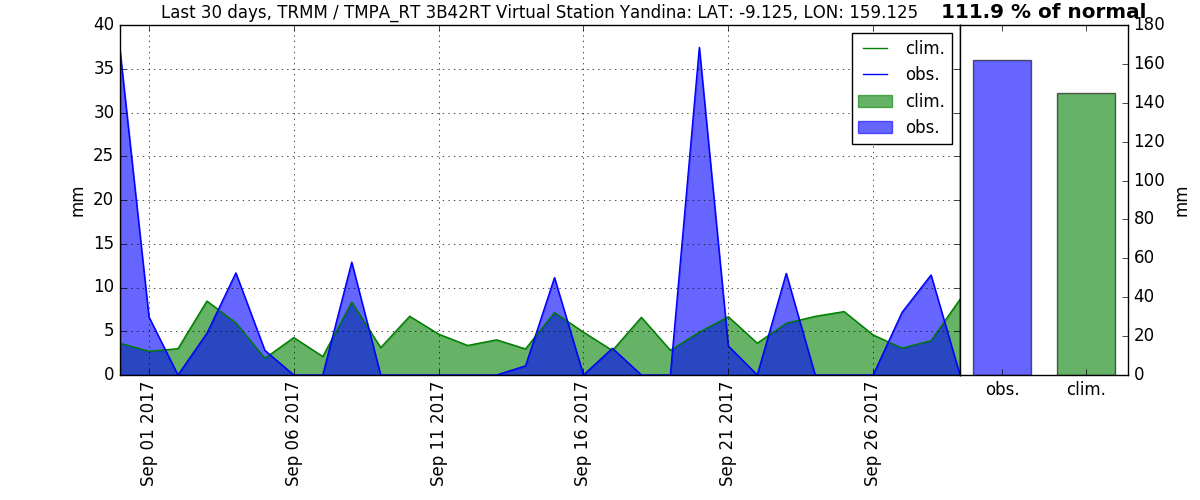 Last 30 days, TRMM / TMPA_RT 3B42RT Virtual Station Yandina: LAT: -9.125, LON: 159.125
111.9 % of normal
mm
40
35
30
25
20
15
10
5
0
clim.
obs.
clim.
obs.
180
160
140
120
100
80
60
40
20
0
mm
Sep 01 2017
Sep 06 2017
Sep 11 2017
Sep 16 2017
Sep 21 2017
Sep 26 2017
obs.
clim.